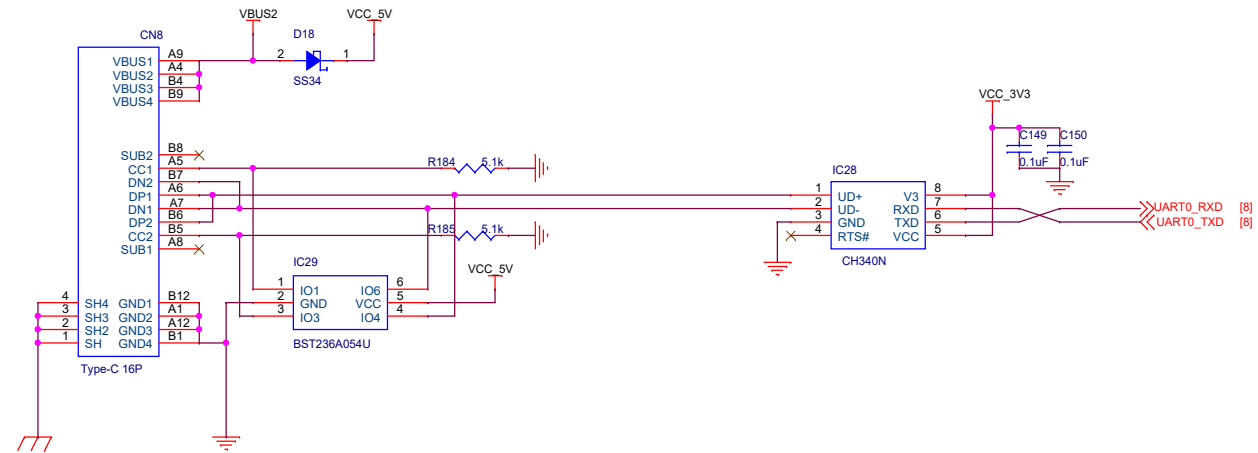 VBUS2 VCC_5V
CN8 D18
VBUS1 A9 2 1
VBUS2 A4 SS34
VBUS3 B4
VBUS4 B9
SUB2 B8
CC1 A5 R184 5.1k
DN2 B7
DP1 A6
DN1 A7
DP2 B6
CC2 B5 R185 5.1k
SUB1 A8
4 SH4 GND1 B12
3 SH3 GND2 A1
2 SH2 GND3 A12
1 SH GND4 B1
Type-C 16P
IC29 VCC_5V
1 IO1 IO6 6
2 GND VCC 5
3 IO3 IO4 4
BST236A054U
VCC_3V3
C149 C150
0.1uF 0.1uF
IC28
1 UD+ V3 8
2 UD- RXD 7 UART0_RXD [8]
3 GND TXD 6 UART0_TXD [8]
4 RTS# VCC 5
CH340N